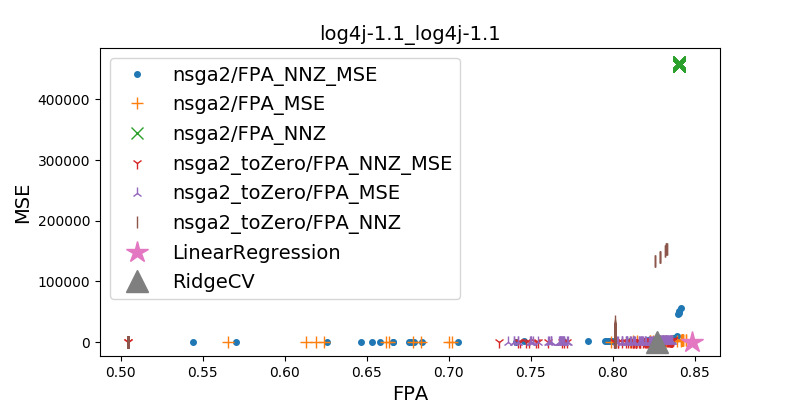 log4j-1.1_log4j-1.1
nsga2/FPA_NNZ_MSE
nsga2/FPA_MSE
nsga2/FPA_NNZ
nsga2_toZero/FPA_NNZ_MSE
nsga2_toZero/FPA_MSE
nsga2_toZero/FPA_NNZ
LinearRegression
RidgeCV
MSE
400000
300000
200000
100000
0
0.50 0.55 0.60 0.65 0.70 0.75 0.80 0.85
FPA